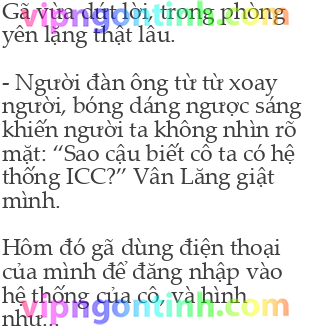 Gã vừa dứt lời, trong phòng
vipngontinh.com
yên lặng thật lâu.
- Người đàn ông từ từ xoay
người, bóng dáng ngược sáng
khiến người ta không nhìn rõ
mặt: “Sao cậu biết cô ta có hệ
thống ICC?” Vân Lăng giật
mình.
Hôm đó gã dùng điện thoại
của mình để đăng nhập vào
hệ thống của cô, và hình
vipngontinh.com
như...